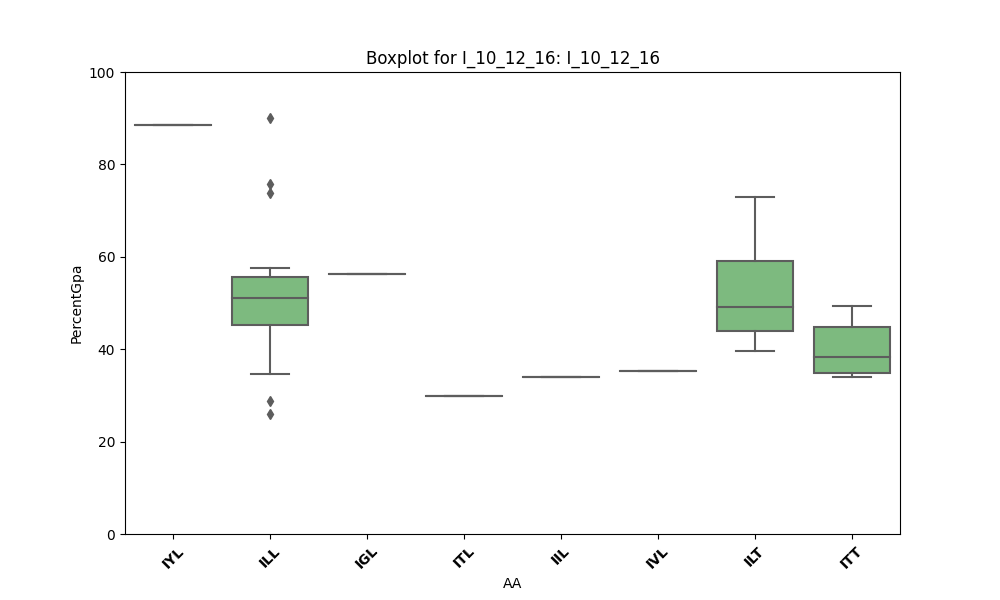 Boxplot for I_10_12_16: I_10_12_16
100
80
60
40
20
0
PercentGpa
IYL
ILL
IGL
ITL
IIL
IVL
ILT
ITT
AA